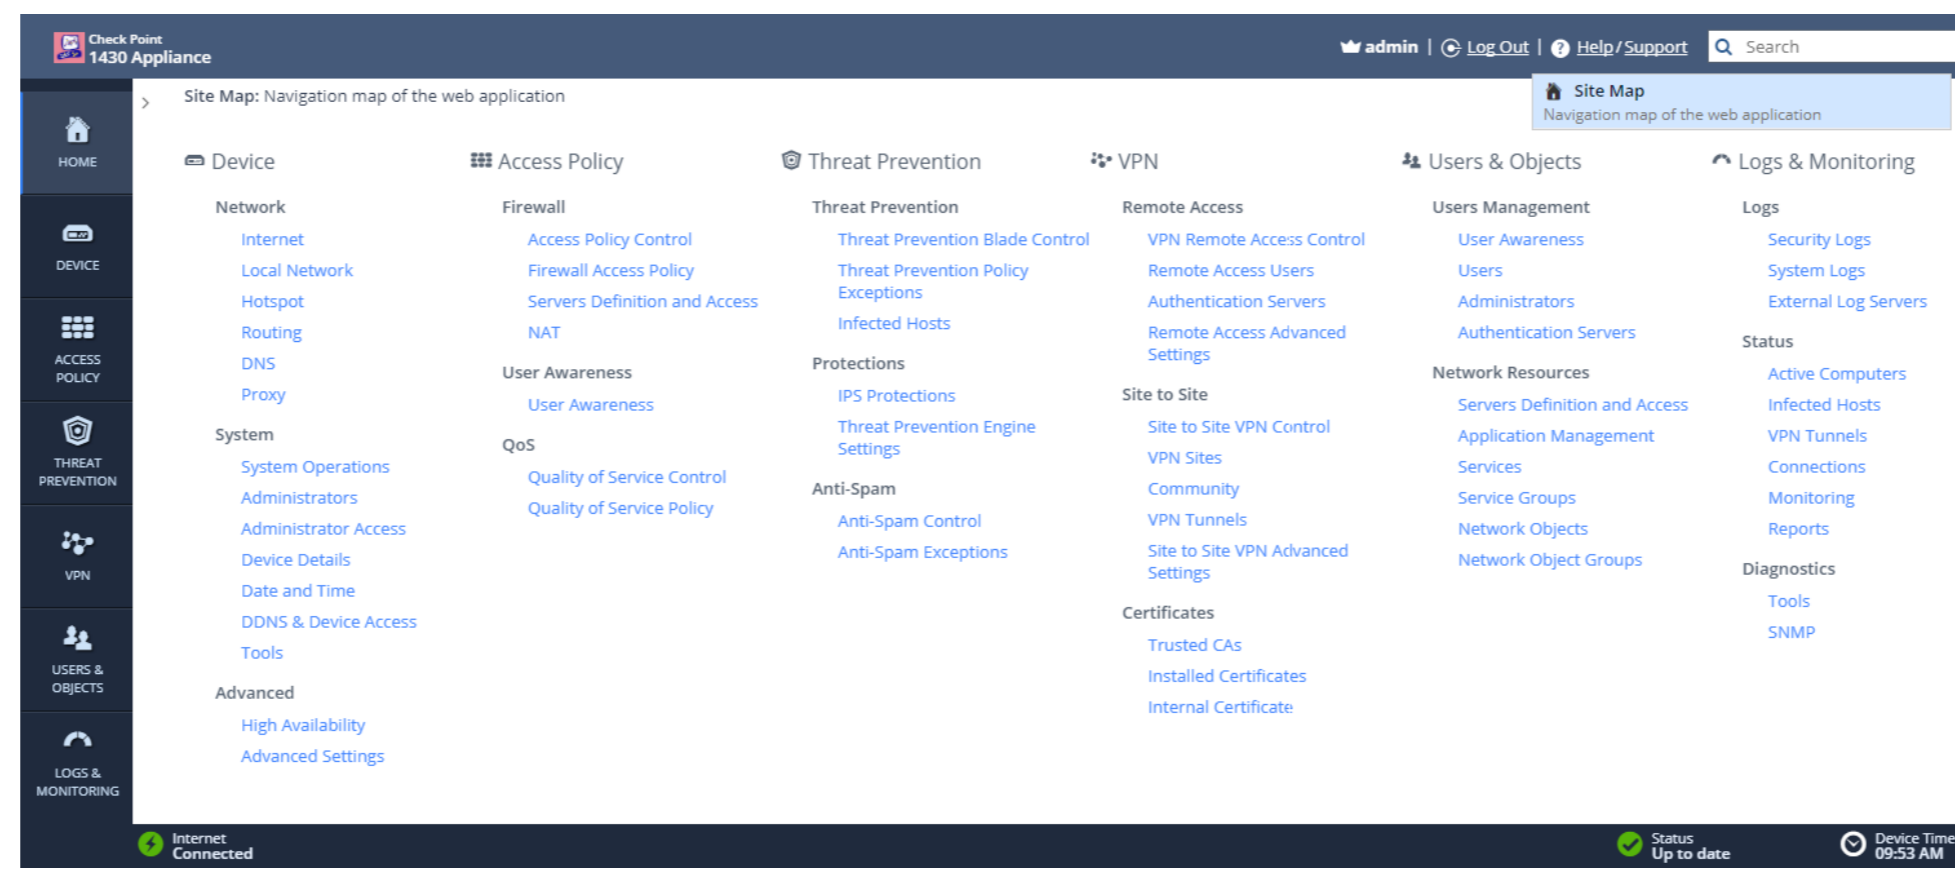 Check Point
1430 Appliance
admin | Log Out | Help / Support
Search
Site Map
Navigation map of the web application
Site Map: Navigation map of the web application
HOME
DEVICE
ACCESS
POLICY
THREAT
PREVENTION
VPN
USERS &
OBJECTS
LOGS &
MONITORING
Device
Network
Internet
Local Network
Hotspot
Routing
DNS
Proxy
System
System Operations
Administrators
Administrator Access
Device Details
Date and Time
DDNS & Device Access
Tools
Advanced
High Availability
Advanced Settings
Access Policy
Firewall
Access Policy Control
Firewall Access Policy
Servers Definition and Access
NAT
User Awareness
User Awareness
QoS
Quality of Service Control
Quality of Service Policy
Threat Prevention
Threat Prevention
Threat Prevention Blade Control
Threat Prevention Policy
Exceptions
Infected Hosts
Protections
IPS Protections
Threat Prevention Engine
Settings
Anti-Spam
Anti-Spam Control
Anti-Spam Exceptions
VPN
Remote Access
VPN Remote Access Control
Remote Access Users
Authentication Servers
Remote Access Advanced
Settings
Site to Site
Site to Site VPN Control
VPN Sites
Community
VPN Tunnels
Site to Site VPN Advanced
Settings
Certificates
Trusted CAs
Installed Certificates
Internal Certificate
Users & Objects
Users Management
User Awareness
Users
Administrators
Authentication Servers
Network Resources
Servers Definition and Access
Application Management
Services
Service Groups
Network Objects
Network Object Groups
Logs & Monitoring
Logs
Security Logs
System Logs
External Log Servers
Status
Active Computers
Infected Hosts
VPN Tunnels
Connections
Monitoring
Reports
Diagnostics
Tools
SNMP
Internet
Connected
Status
Up to date
Device Time
09:53 AM